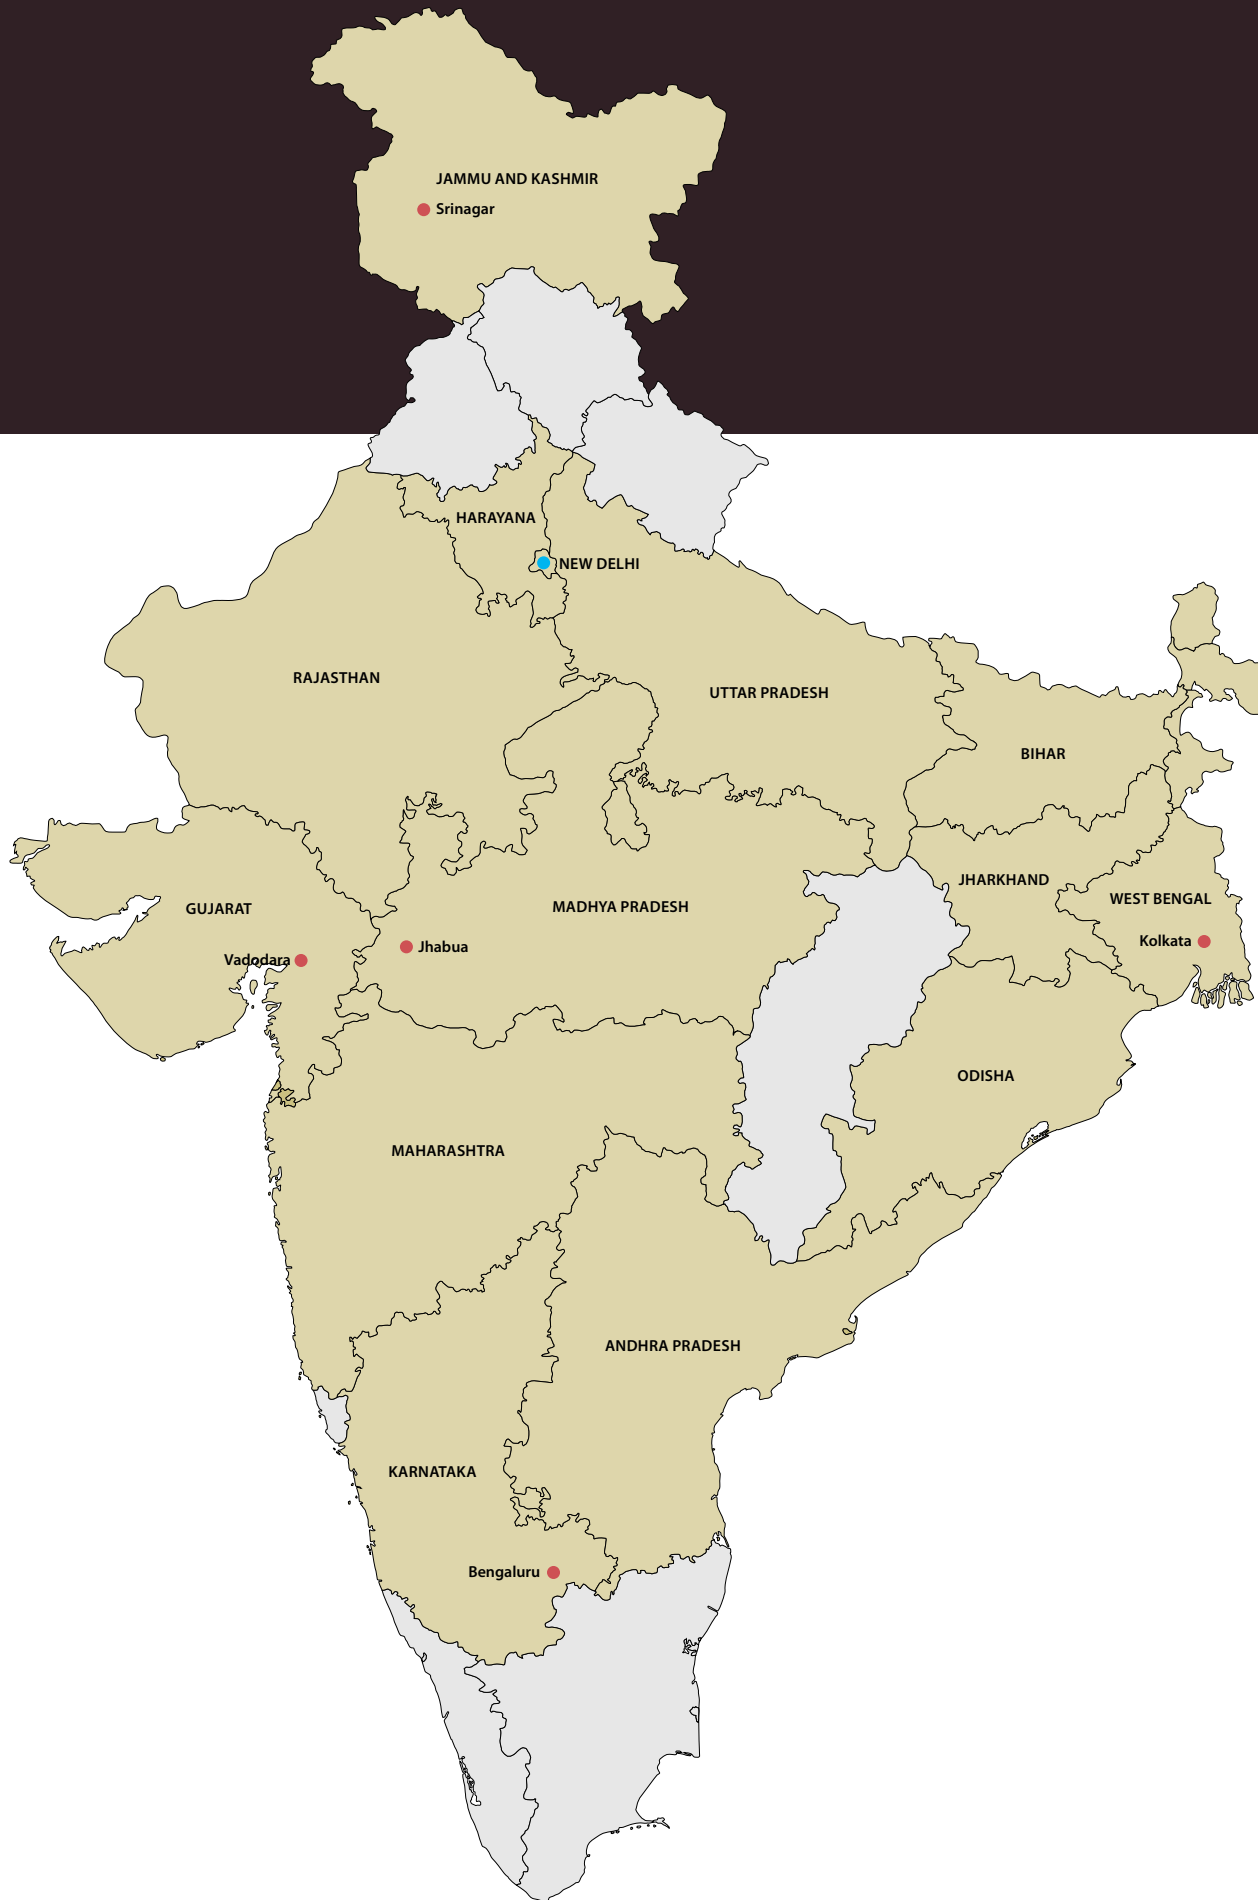 JAMMU AND KASHMIR
Srinagar
HARAYANA
NEW DELHI
RAJASTHAN
UTTAR PRADESH
BIHAR
JHARKHAND
WEST BENGAL
GUJARAT
MADHYA PRADESH
Kolkata
Jhabua
Vadodara
ODISHA
MAHARASHTRA
ANDHRA PRADESH
KARNATAKA
Bengaluru